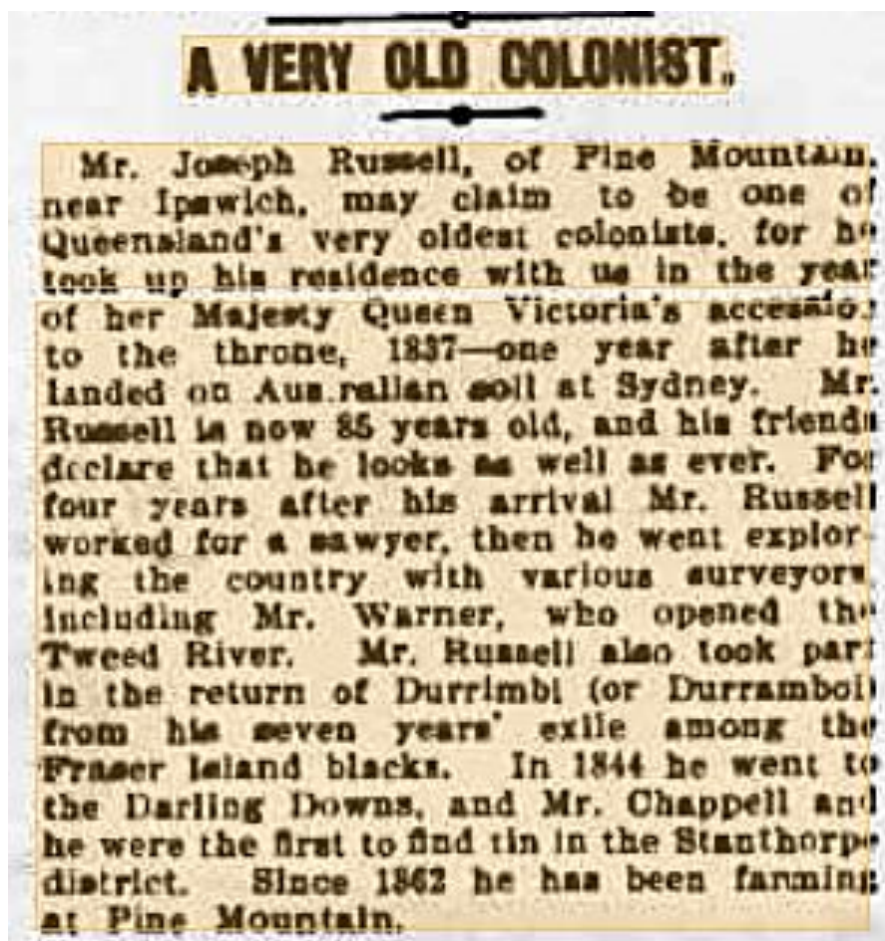 A VERY OLD COLONIST.
Mr. Joseph Russell, of Pine Mountain,
near Ipswich, may claim to be one of
Queensland's very oldest colonists, for he
took up his residence with us in the year
of her Majesty Queen Victoria's accession
to the throne, 1837—one year after he
landed on Aus.ralian soil at Sydney. Mr.
Russell is now 85 years old, and his friends
declare that he looks as well as ever. For
four years after his arrival Mr. Russell
worked for a sawyer, then he went explor-
ing the country with various surveyors,
including Mr. Warner, who opened the
Tweed River. Mr. Russell also took part
in the return of Durrimbi (or Durramboi)
from his seven years' exile among the
Fraser Island blacks. In 1844 he went to
the Darling Downs, and Mr. Chappell and
he were the first to find tin in the Stanthorpe
district. Since 1862 he has been farming
at Pine Mountain.